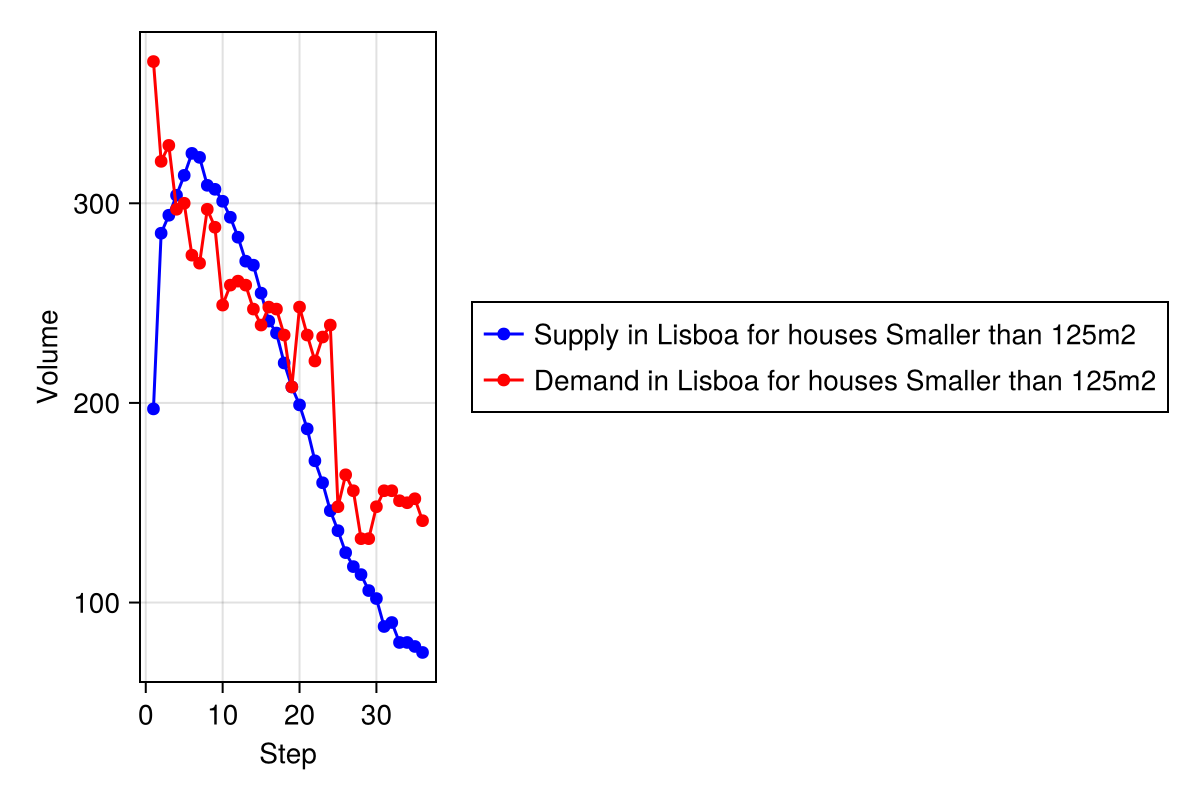 300
200
100
Volume
0 10 20 30
Step
Supply in Lisboa for houses Smaller than 125m2
Demand in Lisboa for houses Smaller than 125m2